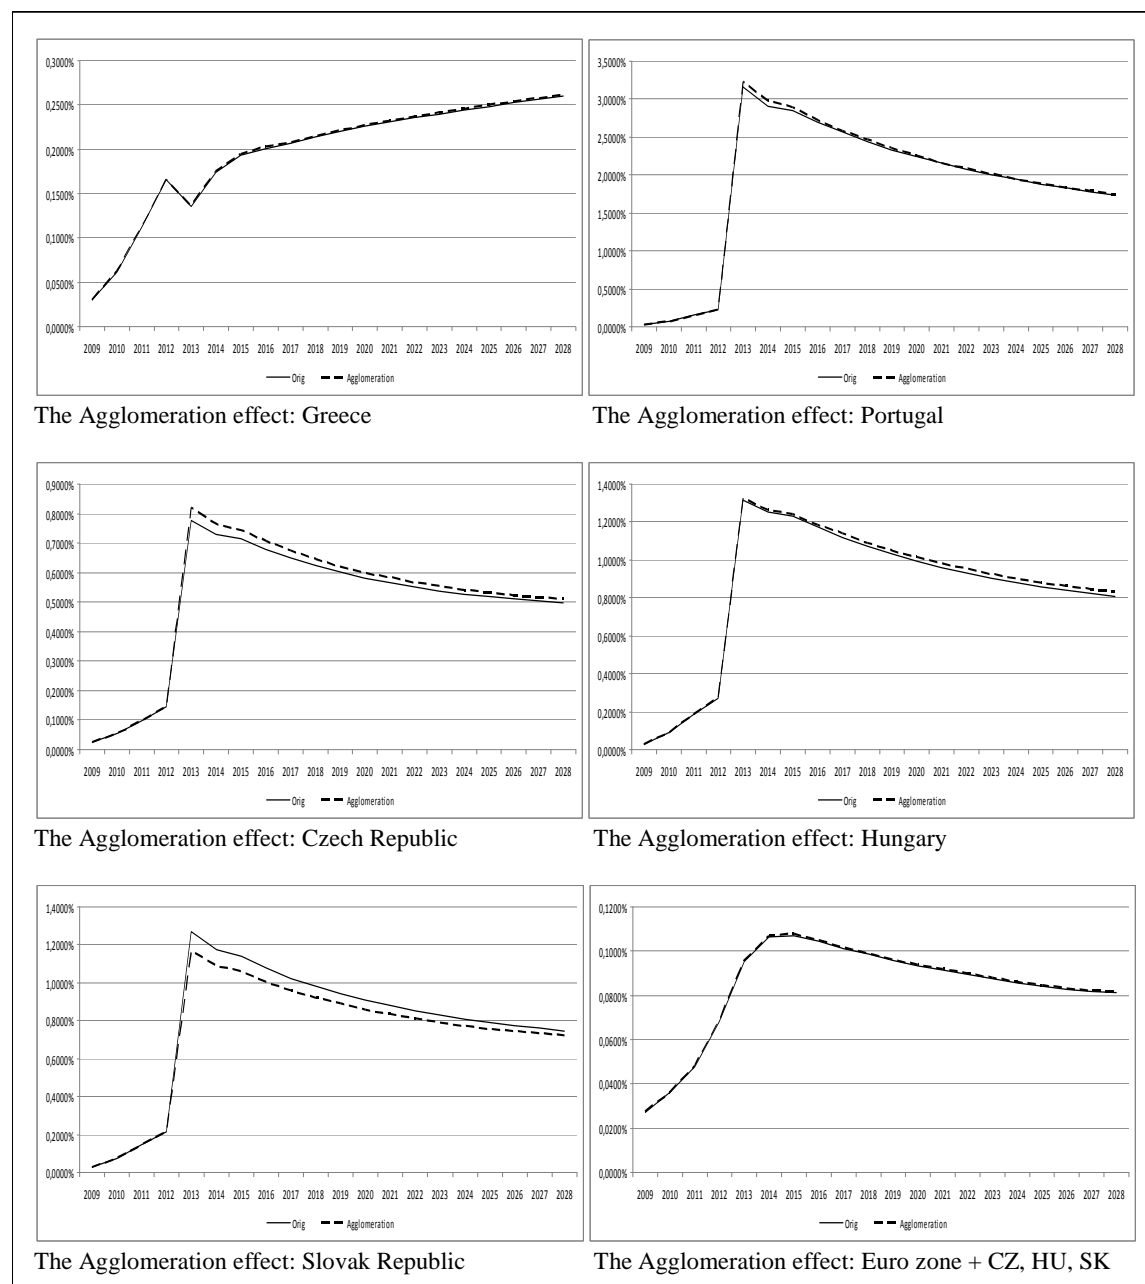 0,3000%
0,2500%
0,2000%
0,1500%
0,1000%
0,0500%
0,0000%
2009 2010 2011 2012 2013 2014 2015 2016 2017 2018 2019 2020 2021 2022 2023 2024 2025 2026 2027 2028
Orig Agglomeration
The Agglomeration effect: Greece
3,5000%
3,0000%
2,5000%
2,0000%
1,5000%
1,0000%
0,5000%
0,0000%
2009 2010 2011 2012 2013 2014 2015 2016 2017 2018 2019 2020 2021 2022 2023 2024 2025 2026 2027 2028
Orig Agglomeration
The Agglomeration effect: Portugal
0,9000%
0,8000%
0,7000%
0,6000%
0,5000%
0,4000%
0,3000%
0,2000%
0,1000%
0,0000%
2009 2010 2011 2012 2013 2014 2015 2016 2017 2018 2019 2020 2021 2022 2023 2024 2025 2026 2027 2028
Orig Agglomeration
The Agglomeration effect: Czech Republic
1,4000%
1,2000%
1,0000%
0,8000%
0,6000%
0,4000%
0,2000%
0,0000%
2009 2010 2011 2012 2013 2014 2015 2016 2017 2018 2019 2020 2021 2022 2023 2024 2025 2026 2027 2028
Orig Agglomeration
The Agglomeration effect: Hungary
1,4000%
1,2000%
1,0000%
0,8000%
0,6000%
0,4000%
0,2000%
0,0000%
2009 2010 2011 2012 2013 2014 2015 2016 2017 2018 2019 2020 2021 2022 2023 2024 2025 2026 2027 2028
Orig Agglomeration
The Agglomeration effect: Slovak Republic
0,1200%
0,1000%
0,0800%
0,0600%
0,0400%
0,0200%
0,0000%
2009 2010 2011 2012 2013 2014 2015 2016 2017 2018 2019 2020 2021 2022 2023 2024 2025 2026 2027 2028
Orig Agglomeration
The Agglomeration effect: Euro zone + CZ, HU, SK